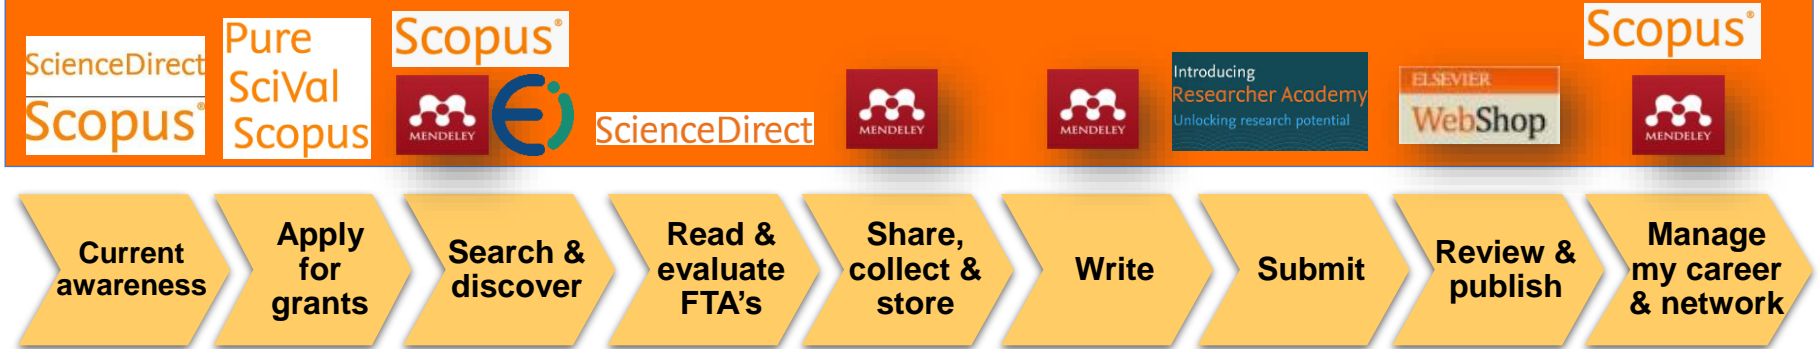 ScienceDirect
Scopus®
Pure
SciVal
Scopus
Scopus®
MENDELEY
Ei
ScienceDirect
MENDELEY
MENDELEY
Introducing
Researcher Academy
Unlocking research potential
ELSEVIER
WebShop
Scopus®
MENDELEY
Current
awareness
Apply
for
grants
Search &
discover
Read &
evaluate
FTA's
Share,
collect &
store
Write
Submit
Review &
publish
Manage
my career
& network